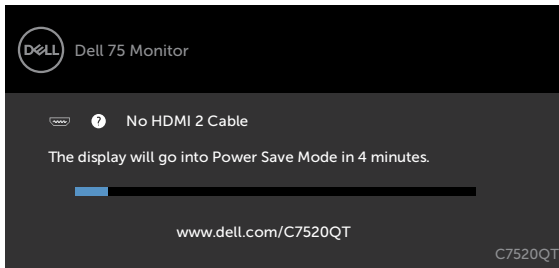 DELL Dell 75 Monitor
? No HDMI 2 Cable
The display will go into Power Save Mode in 4 minutes.
www.dell.com/C7520QT
C7520QT